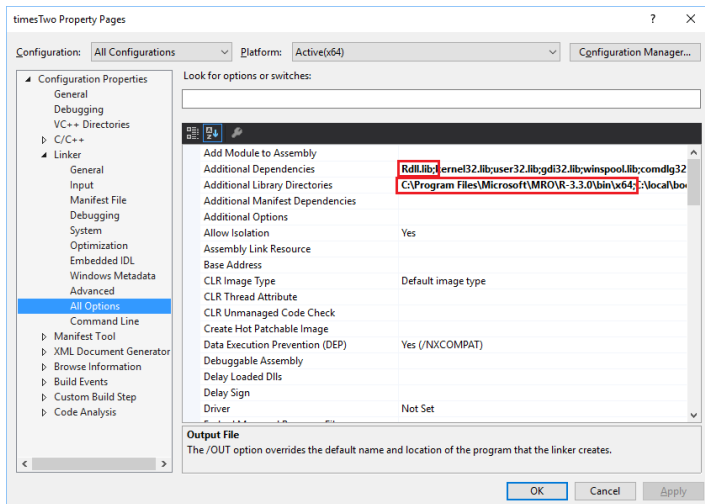 timesTwo Property Pages ? ×
Configuration: All Configurations Platform: Active(x64) Configuration Manager...
Configuration Properties
General
Debugging
VC++ Directories
C/C++
Linker
General
Input
Manifest File
Debugging
System
Optimization
Embedded IDL
Windows Metadata
Advanced
All Options
Command Line
Manifest Tool
XML Document Generator
Browse Information
Build Events
Custom Build Step
Code Analysis
Look for options or switches:
Add Module to Assembly
Additional Dependencies Rdll.lib;kernel32.lib;user32.lib;gdi32.lib;winspool.lib;comdlg32
Additional Library Directories C:\Program Files\Microsoft\MRO\R-3.3.0\bin\x64;C:\local\boo
Additional Manifest Dependencies
Additional Options
Allow Isolation Yes
Assembly Link Resource
Base Address
CLR Image Type Default image type
CLR Thread Attribute
CLR Unmanaged Code Check
Create Hot Patchable Image
Data Execution Prevention (DEP) Yes (/NXCOMPAT)
Debuggable Assembly
Delay Loaded Dlls
Delay Sign
Driver Not Set
Output File
The /OUT option overrides the default name and location of the program that the linker creates.
OK Cancel Apply